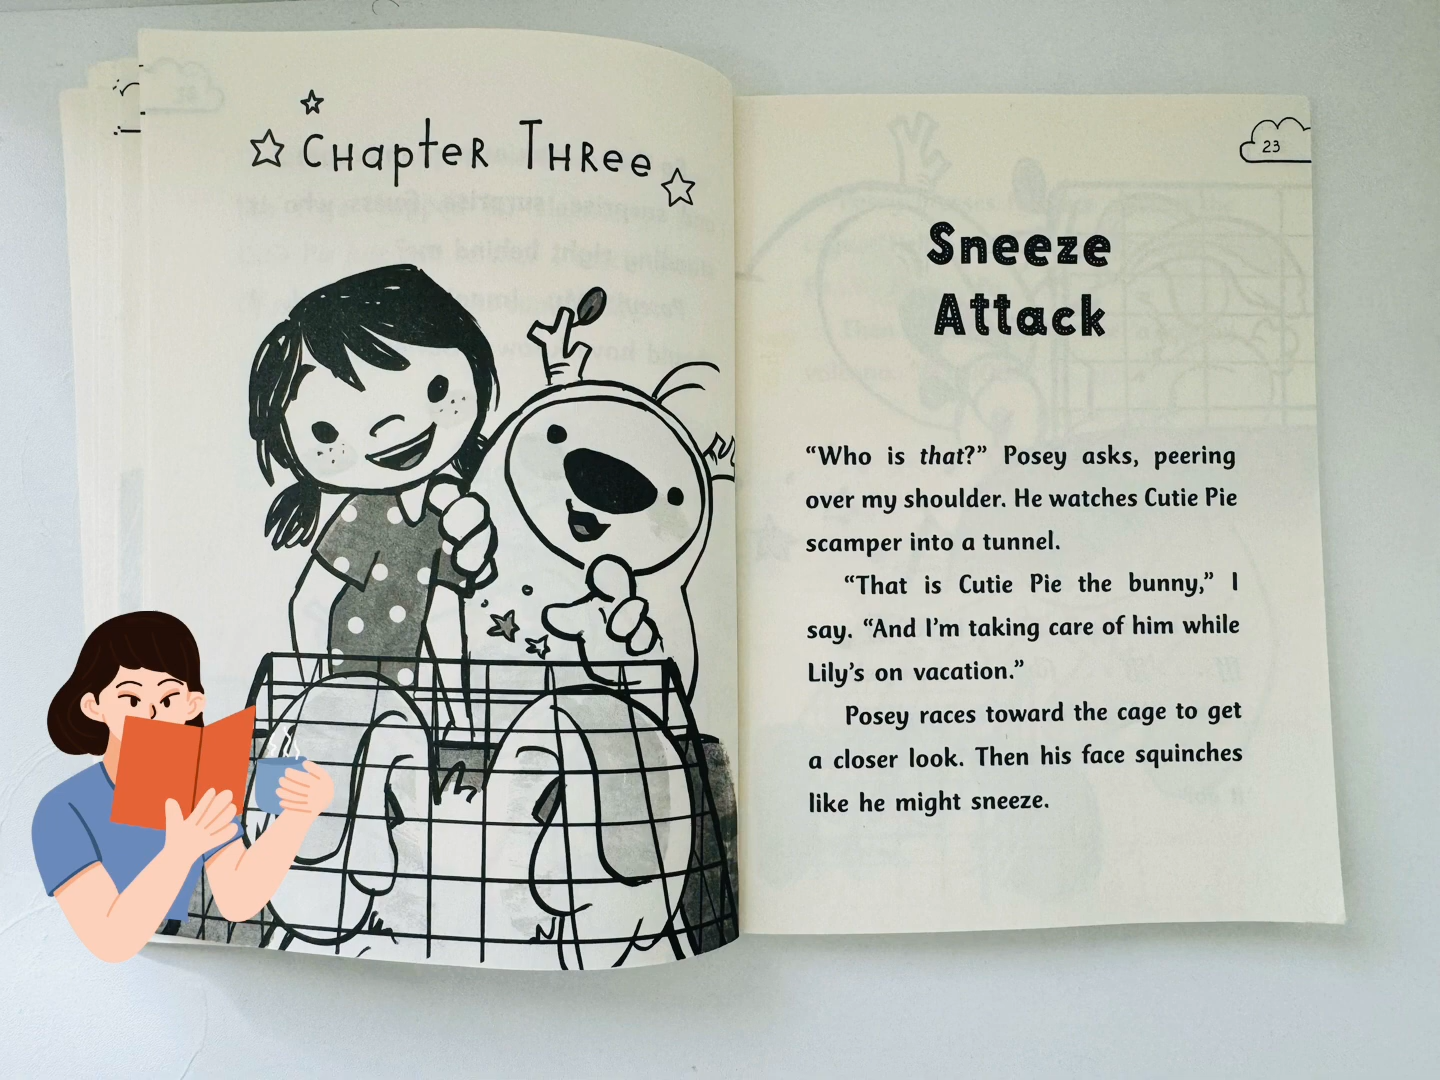 Chapter Three
23
Sneeze
Attack
“Who is that?” Posey asks, peering
over my shoulder. He watches Cutie Pie
scamper into a tunnel.
“That is Cutie Pie the bunny,” I
say. “And I’m taking care of him while
Lily’s on vacation.”
Posey races toward the cage to get
a closer look. Then his face squinches
like he might sneeze.